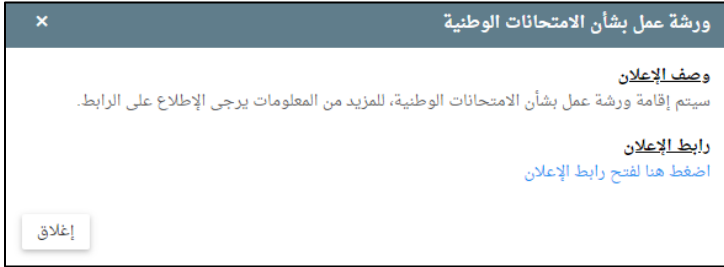 ورشة عمل بشأن الامتحانات الوطنية ×
وصف الإعلان
سيتم إقامة ورشة عمل بشأن الامتحانات الوطنية، للمزيد من المعلومات يرجى الإطلاع على الرابط.
رابط الإعلان
اضغط هنا لفتح رابط الإعلان
إغلاق